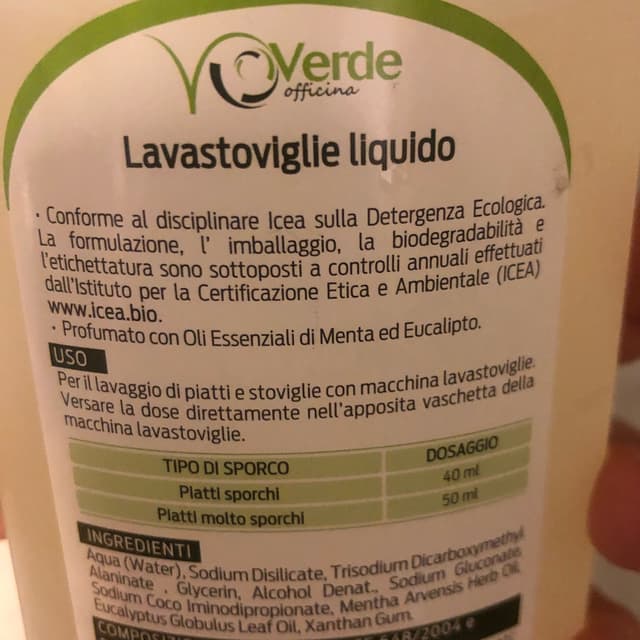 Verde
officina
Lavastoviglie liquido
• Conforme al disciplinare Icea sulla Detergenza Ecologica.
La formulazione, l' imballaggio, la biodegradabilità e
l'etichettatura sono sottoposti a controlli annuali effettuati
dall'Istituto per la Certificazione Etica e Ambientale (ICEA)
www.icea.bio.
• Profumato con Oli Essenziali di Menta ed Eucalipto.
USO
Per il lavaggio di piatti e stoviglie con macchina lavastoviglie.
Versare la dose direttamente nell'apposita vaschetta della
macchina lavastoviglie.
TIPO DI SPORCO DOSAGGIO
Piatti sporchi 40 ml
Piatti molto sporchi 50 ml
INGREDIENTI
Aqua (Water), Sodium Disilicate, Trisodium Dicarboxymethyl
Alaninate , Glycerin, Alcohol Denat., Sodium Gluconate,
Sodium Coco Iminodipropionate, Mentha Arvensis Herb Oil,
Eucalyptus Globulus Leaf Oil, Xanthan Gum.
648/2004 e